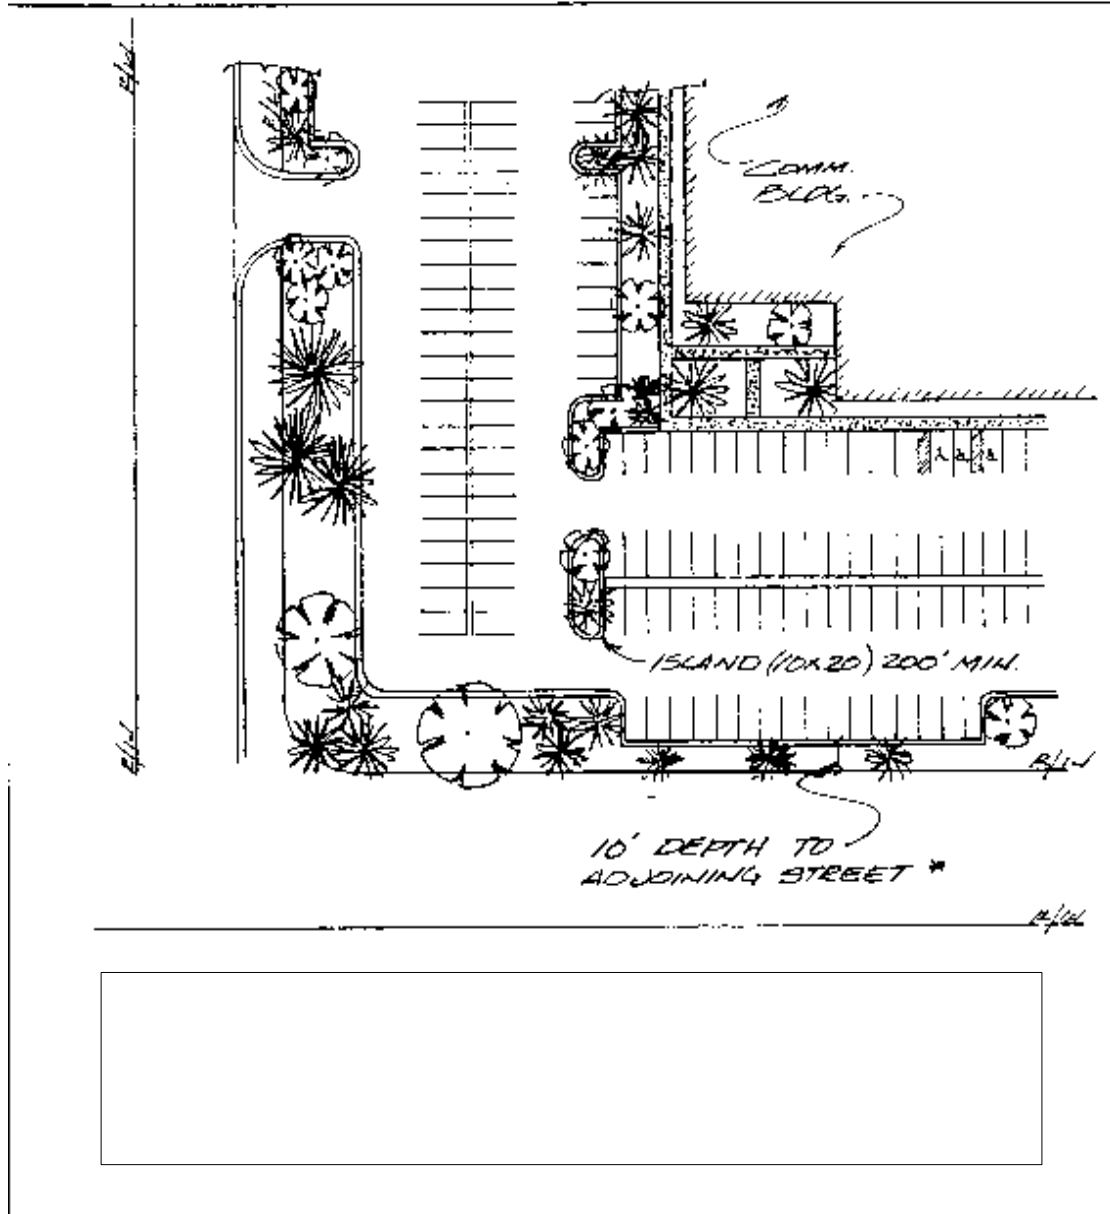 R/W
COMM.
BLDG.
ISLAND (10x20) 200' MIN.
R/W
R/W
10' DEPTH TO
ADJOINING STREET *
R/W